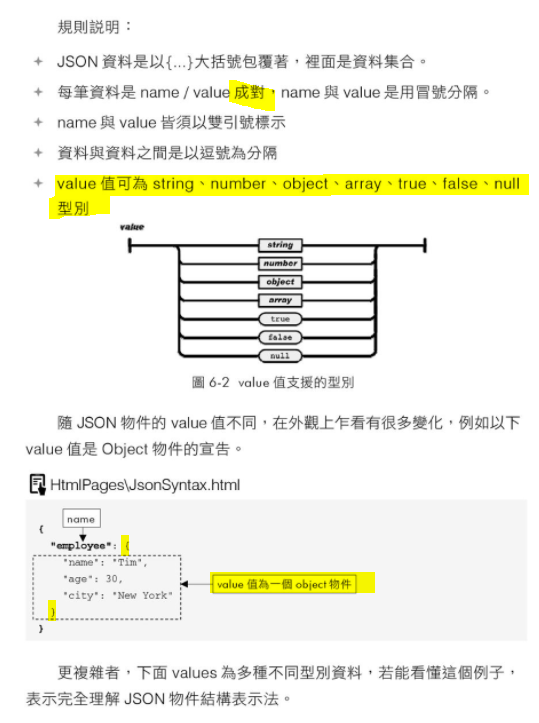 規則説明：
+ JSON 資料是以{...}大括號包覆著，裡面是資料集合。
+ 每筆資料是 name / value 成對，name 與 value 是用冒號分隔。
+ name 與 value 皆須以雙引號標示
+ 資料與資料之間是以逗號為分隔
+ value 值可為 string、number、object、array、true、false、null
型別
value
string
number
object
array
true
false
null
圖 6-2 value 值支援的型別
隨 JSON 物件的 value 值不同，在外觀上乍看有很多變化，例如以下
value 值是 Object 物件的宣告。
HtmlPages\JsonSyntax.html
name
{
"employee": {
"name": "Tim",
"age": 30,
value 值為一個 object 物件
"city": "New York"
}
}
更複雜者，下面 values 為多種不同型別資料，若能看懂這個例子，
表示完全理解 JSON 物件結構表示法。